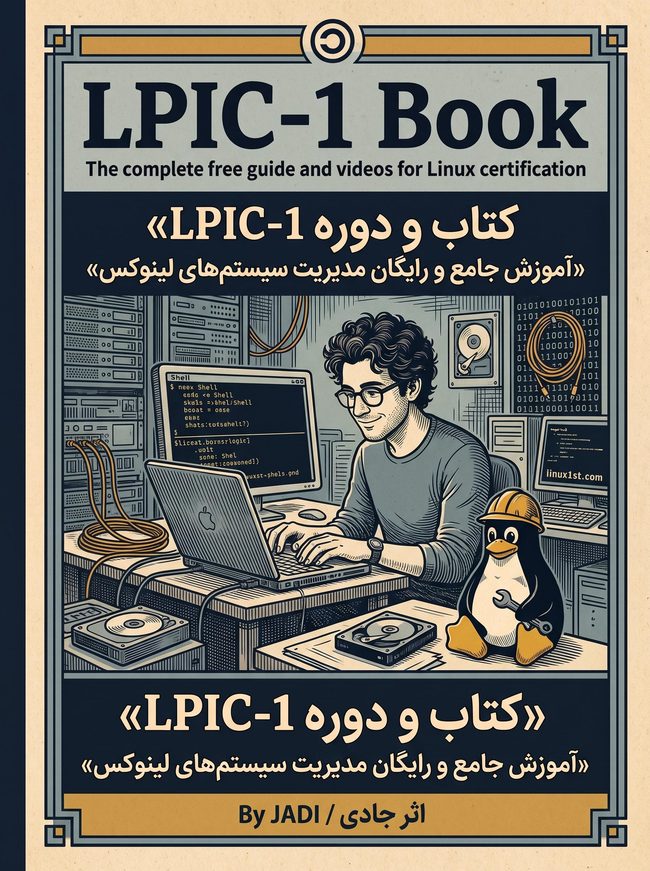 LPIC-1 Book
The complete free guide and videos for Linux certification
کتاب و دوره LPIC-1»
«آموزش جامع و رایگان مدیریت سیستم‌های لینوکس»
Shell
$ neox Shell
$
linux1st.com
«کتاب و دوره LPIC-1»
«آموزش جامع و رایگان مدیریت سیستم‌های لینوکس»
By JADI / اثر جادی